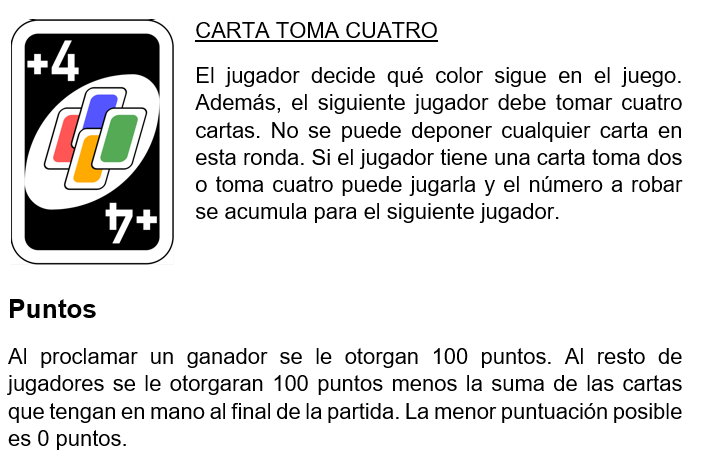 CARTA TOMA CUATRO
+4
El jugador decide qué color sigue en el juego.
Además, el siguiente jugador debe tomar cuatro
cartas. No se puede deponer cualquier carta en
esta ronda. Si el jugador tiene una carta toma dos
o toma cuatro puede jugarla y el número a robar
se acumula para el siguiente jugador.
+4
Puntos
Al proclamar un ganador se le otorgan 100 puntos. Al resto de
jugadores se le otorgaran 100 puntos menos la suma de las cartas
que tengan en mano al final de la partida. La menor puntuación posible
es 0 puntos.